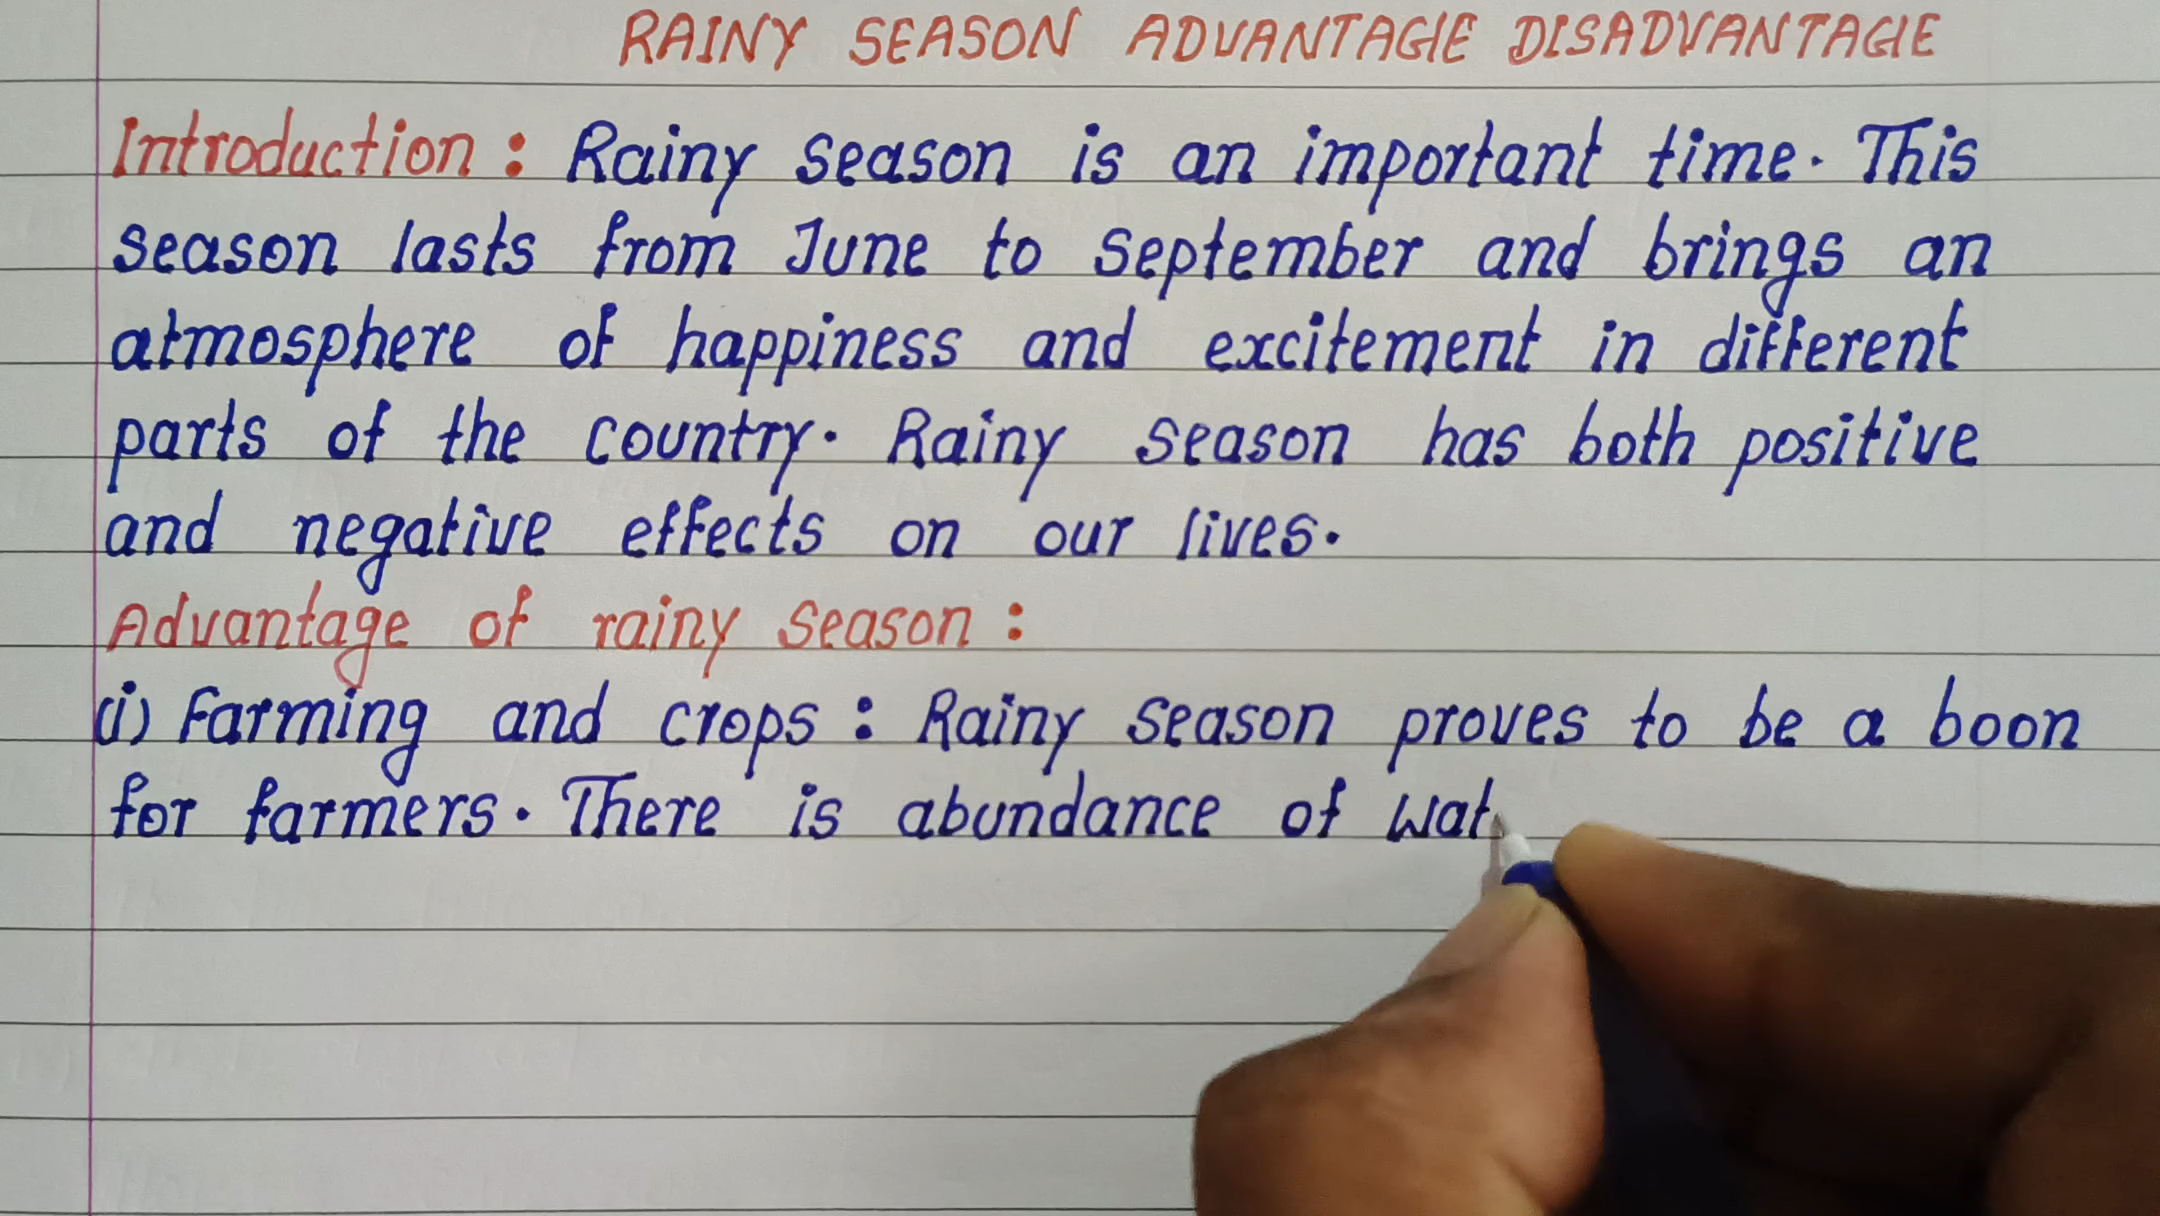 RAINY SEASON ADVANTAGE DISADVANTAGE
Introduction : Rainy season is an important time. This
season lasts from June to september and brings an
atmosphere of happiness and excitement in different
parts of the country. Rainy season has both positive
and negative effects on our lives.
Advantage of rainy season :
(i) Farming and crops : Rainy season proves to be a boon
for farmers. There is abundance of wat